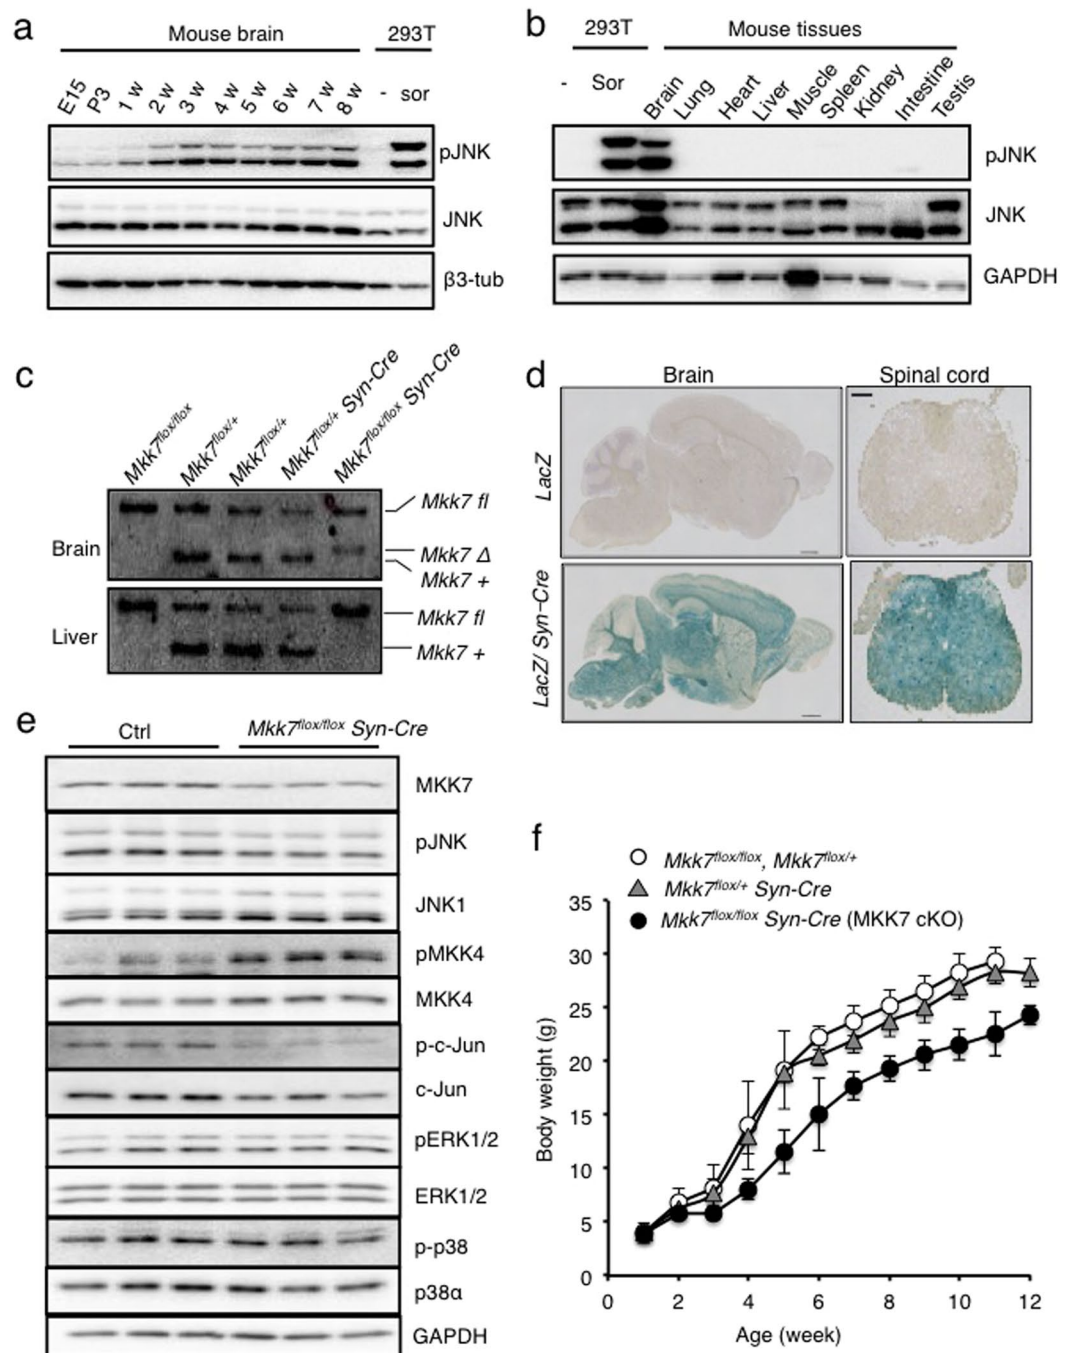 a
Mouse brain
293T
E15
P3
1 w
2 w
3 w
4 w
5 w
6 w
7 w
8 w
-
sor
pJNK
JNK
β3-tub
b
293T
Mouse tissues
-
Sor
Brain
Lung
Heart
Liver
Muscle
Spleen
Kidney
Intestine
Testis
pJNK
JNK
GAPDH
c
Mkk7flox/flox
Mkk7flox/+
Mkk7flox/+
Mkk7flox/+ Syn-Cre
Mkk7flox/flox Syn-Cre
Brain
Mkk7 fl
Mkk7 Δ
Mkk7 +
Liver
Mkk7 fl
Mkk7 +
d
Brain
Spinal cord
LacZ
LacZ/ Syn-Cre
e
Ctrl
Mkk7flox/flox Syn-Cre
MKK7
pJNK
JNK1
pMKK4
MKK4
p-c-Jun
c-Jun
pERK1/2
ERK1/2
p-p38
p38α
GAPDH
f
Mkk7flox/flox, Mkk7flox/+
Mkk7flox/+ Syn-Cre
Mkk7flox/flox Syn-Cre (MKK7 cKO)
35
30
25
20
15
10
5
0
Body weight (g)
0 2 4 6 8 10 12
Age (week)